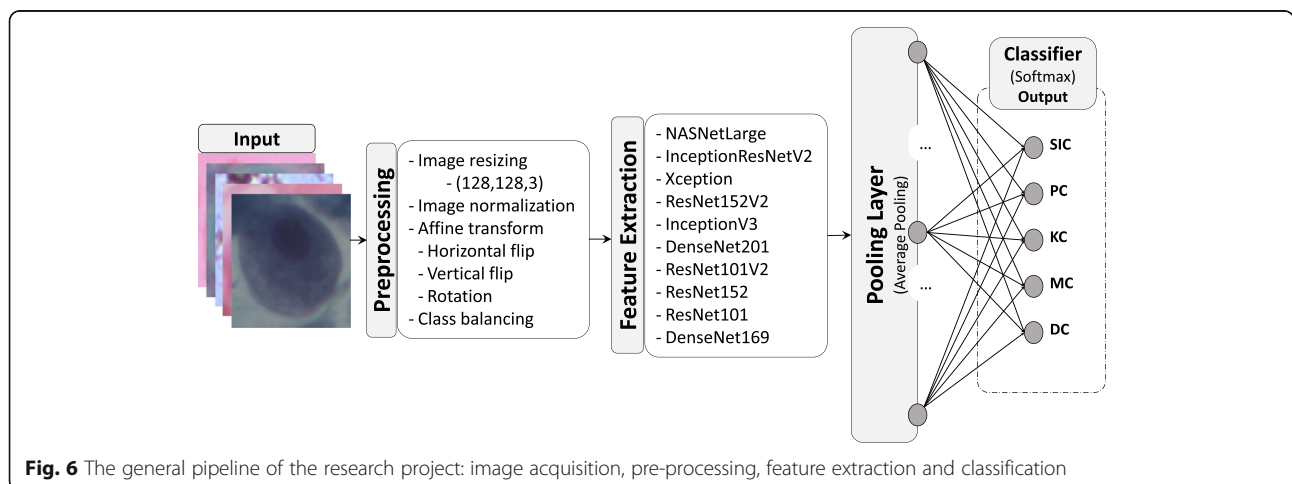 Input
Preprocessing
- Image resizing
- (128,128,3)
- Image normalization
- Affine transform
- Horizontal flip
- Vertical flip
- Rotation
- Class balancing
Feature Extraction
- NASNetLarge
- InceptionResNetV2
- Xception
- ResNet152V2
- InceptionV3
- DenseNet201
- ResNet101V2
- ResNet152
- ResNet101
- DenseNet169
Pooling Layer
(Average Pooling)
...
...
Classifier
(Softmax)
Output
SIC
PC
KC
MC
DC
Fig. 6 The general pipeline of the research project: image acquisition, pre-processing, feature extraction and classification